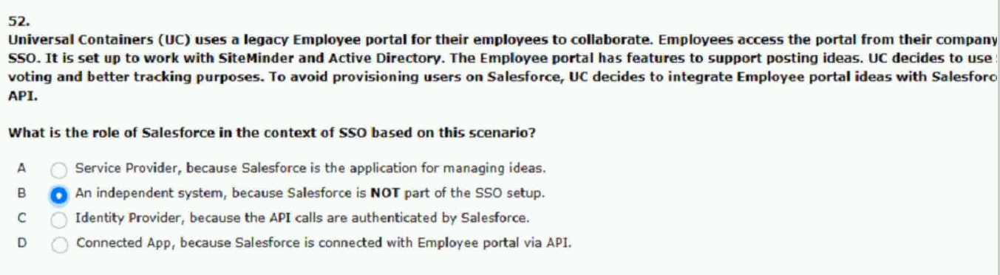 52.
Universal Containers (UC) uses a legacy Employee portal for their employees to collaborate. Employees access the portal from their company
SSO. It is set up to work with SiteMinder and Active Directory. The Employee portal has features to support posting ideas. UC decides to use
voting and better tracking purposes. To avoid provisioning users on Salesforce, UC decides to integrate Employee portal ideas with Salesforc
API.
What is the role of Salesforce in the context of SSO based on this scenario?
A Service Provider, because Salesforce is the application for managing ideas.
B An independent system, because Salesforce is NOT part of the SSO setup.
C Identity Provider, because the API calls are authenticated by Salesforce.
D Connected App, because Salesforce is connected with Employee portal via API.